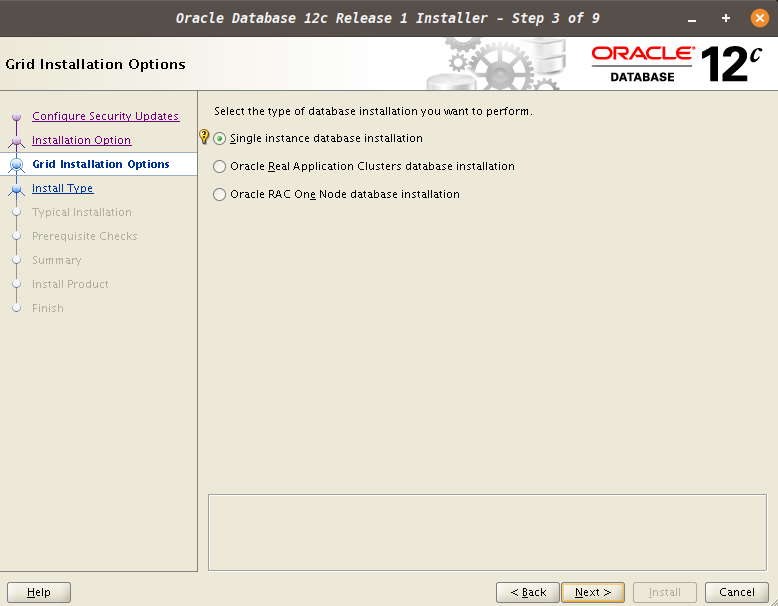 Oracle Database 12c Release 1 Installer - Step 3 of 9
Grid Installation Options
ORACLE®
DATABASE
12c
Configure Security Updates
Installation Option
Grid Installation Options
Install Type
Typical Installation
Prerequisite Checks
Summary
Install Product
Finish
Select the type of database installation you want to perform.
Single instance database installation
Oracle Real Application Clusters database installation
Oracle RAC One Node database installation
Help
< Back
Next >
Install
Cancel